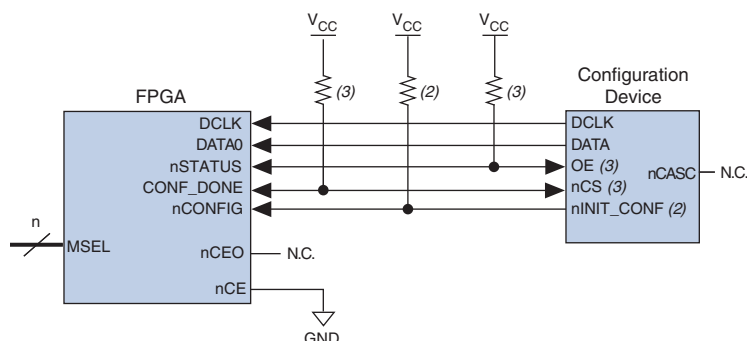 VCC VCC VCC
(3) (2) (3)
FPGA
Configuration
Device
DCLK DCLK
DATA0 DATA
nSTATUS OE (3)
CONF_DONE nCS (3)
nCONFIG nINIT_CONF (2)
nCASC N.C.
n
MSEL
nCEO N.C.
nCE
GND